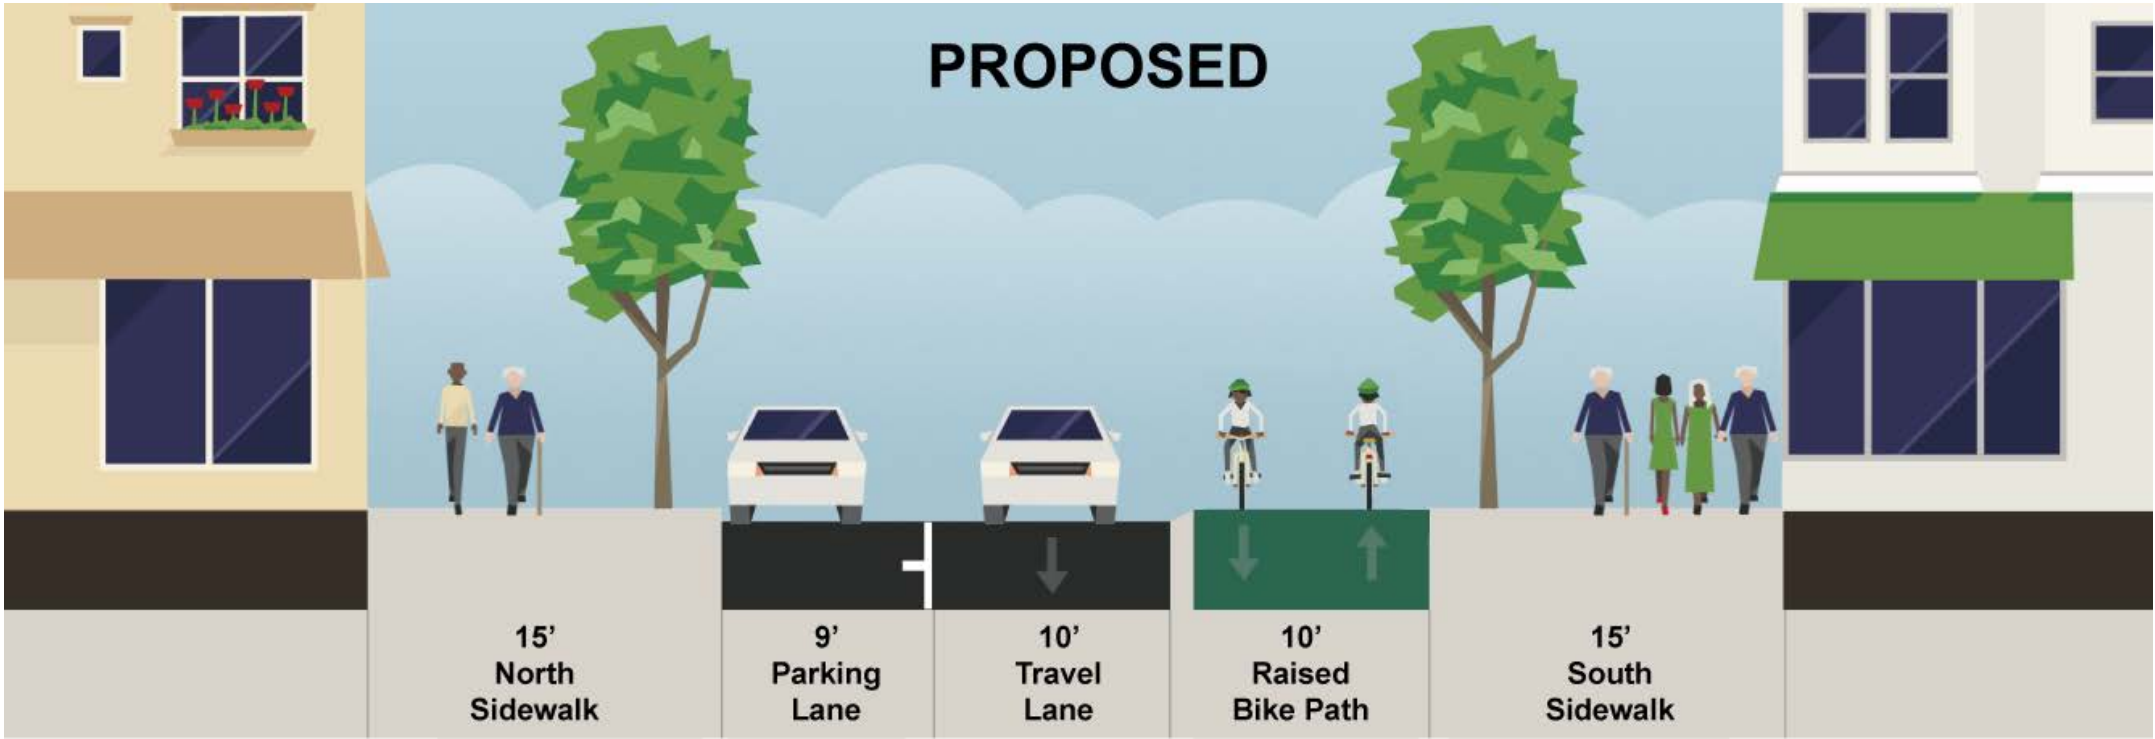 PROPOSED
15’
North
Sidewalk
9’
Parking
Lane
10’
Travel
Lane
10’
Raised
Bike Path
15’
South
Sidewalk